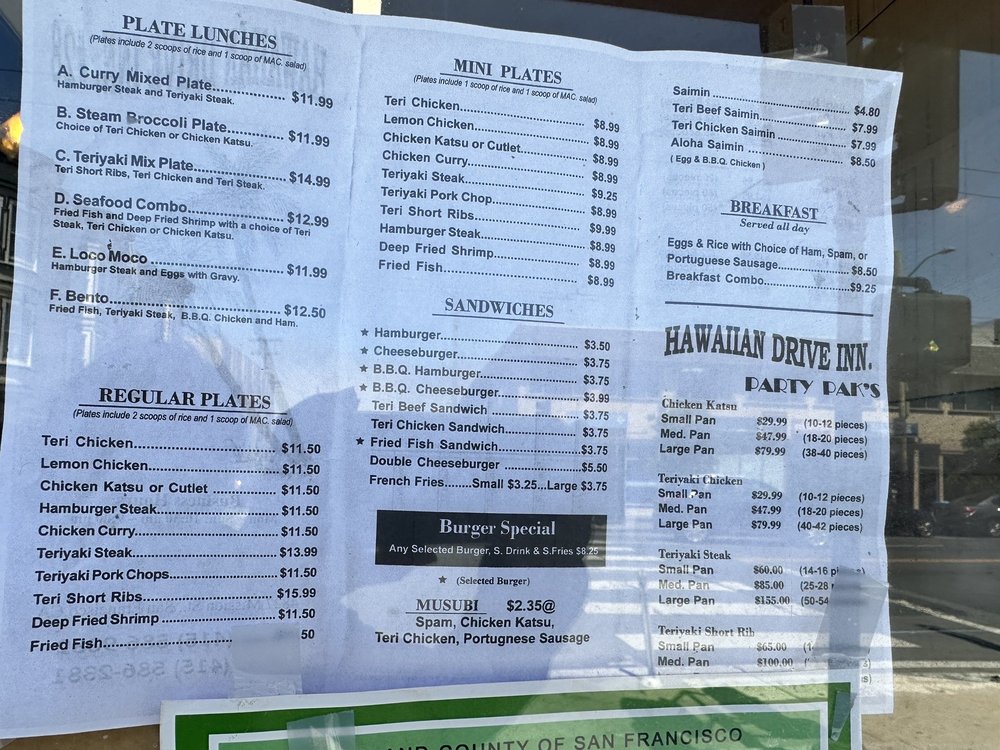 PLATE LUNCHES
(Plates include 2 scoops of rice and 1 scoop of MAC. salad)
A. Curry Mixed Plate....................$11.99
Hamburger Steak and Teriyaki Steak.
B. Steam Broccoli Plate.............. $11.99
Choice of Teri Chicken or Chicken Katsu.
C. Teriyaki Mix Plate......................$14.99
Teri Short Ribs, Teri Chicken and Teri Steak.
D. Seafood Combo.......................$12.99
Fried Fish and Deep Fried Shrimp with a choice of Teri
Steak, Teri Chicken or Chicken Katsu.
E. Loco Moco ..............................$11.99
Hamburger Steak and Eggs with Gravy.
F. Bento.........................................$12.50
Fried Fish, Teriyaki Steak, B.B.Q. Chicken and Ham.
REGULAR PLATES
(Plates include 2 scoops of rice and 1 scoop of MAC. salad)
Teri Chicken....................................$11.50
Lemon Chicken................................$11.50
Chicken Katsu or Cutlet ................$11.50
Hamburger Steak.............................$11.50
Chicken Curry..................................$11.50
Teriyaki Steak..................................$13.99
Teriyaki Pork Chops...........................$11.50
Teri Short Ribs.................................$15.99
Deep Fried Shrimp ............................$11.50
Fried Fish.................................50
MINI PLATES
(Plates include 1 scoop of rice and 1 scoop of MAC. salad)
Teri Chicken......................................$8.99
Lemon Chicken..................................$8.99
Chicken Katsu or Cutlet.....................$8.99
Chicken Curry....................................$8.99
Teriyaki Steak....................................$9.25
Teriyaki Pork Chop............................$8.99
Teri Short Ribs..................................$9.99
Hamburger Steak...............................$8.99
Deep Fried Shrimp.............................$8.99
Fried Fish..........................................$8.99
SANDWICHES
★ Hamburger......................................$3.50
★ Cheeseburger..................................$3.75
★ B.B.Q. Hamburger............................$3.75
★ B.B.Q. Cheeseburger........................$3.99
Teri Beef Sandwich ...........................$3.75
Teri Chicken Sandwich......................$3.75
★ Fried Fish Sandwich........................$3.75
Double Cheeseburger ........................$5.50
French Fries.......Small $3.25...Large $3.75
Burger Special
Any Selected Burger, S. Drink & S.Fries $8.25
★ (Selected Burger)
MUSUBI $2.35@
Spam, Chicken Katsu,
Teri Chicken, Portugnese Sausage
Saimin ........................................$4.80
Teri Beef Saimin..........................$7.99
Teri Chicken Saimin ....................$7.99
Aloha Saimin ..............................$8.50
( Egg & B.B.Q. Chicken )
BREAKFAST
Served all day
Eggs & Rice with Choice of Ham, Spam, or
Portuguese Sausage.........................$8.50
Breakfast Combo..............................$9.25
HAWAIIAN DRIVE INN.
PARTY PAK'S
Chicken Katsu
Small Pan $29.99 (10-12 pieces)
Med. Pan $47.99 (18-20 pieces)
Large Pan $79.99 (38-40 pieces)
Teriyaki Chicken
Small Pan $29.99 (10-12 pieces)
Med. Pan $47.99 (18-20 pieces)
Large Pan $79.99 (40-42 pieces)
Teriyaki Steak
Small Pan $60.00 (14-16
Med. Pan $85.00 (25-28
Large Pan $155.00 (50-54
Teriyaki Short Rib
Small Pan $65.00
Med. Pan $100.00
(415) 586-2281
AND COUNTY OF SAN FRANCISCO